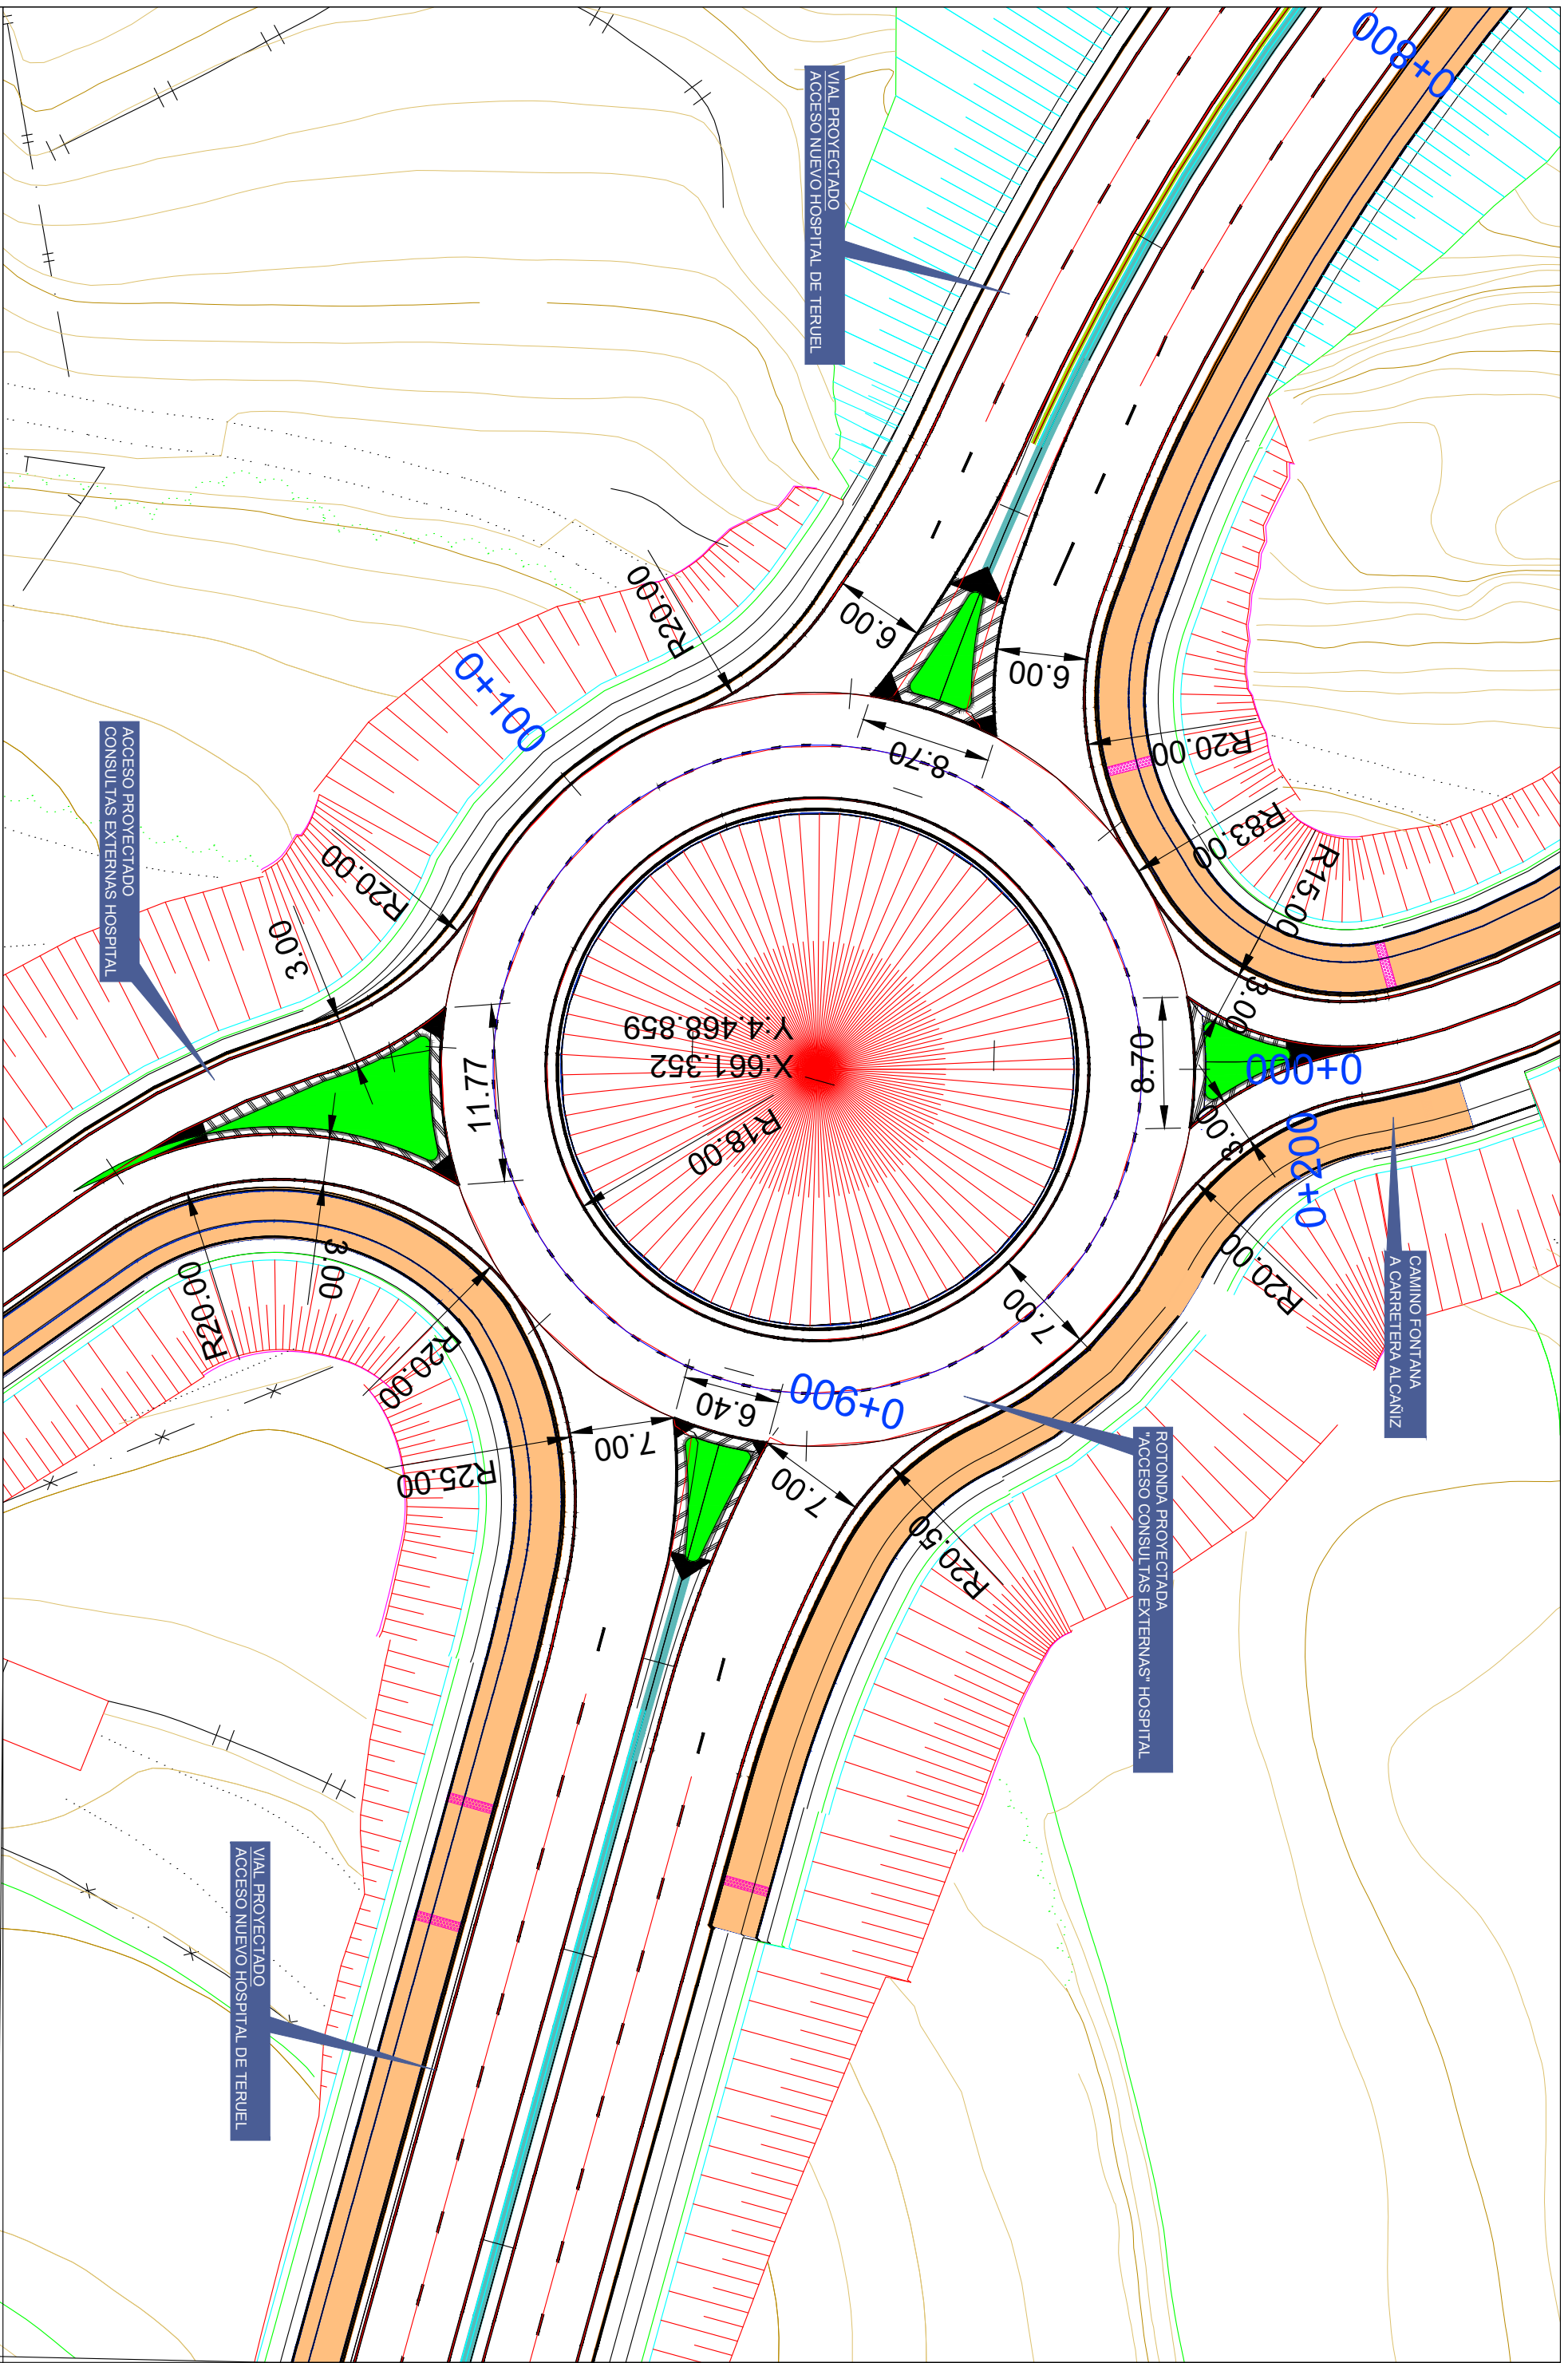 0+800
VIAL PROYECTADO
ACCESO NUEVO HOSPITAL DE TERUEL
R20.00
6.00
6.00
8.70
R20.00
R83.00
R15.00
3.00
0+000
0+200
3.00
8.70
R20.00
CAMINO FONTANA
A CARRETERA ALCAÑIZ
0+100
ACCESO PROYECTADO
CONSULTAS EXTERNAS HOSPITAL
R20.00
3.00
11.77
X:661.352
Y:4.468.859
R18.00
7.00
0+900
6.40
7.00
7.00
R20.50
ROTONDA PROYECTADA
"ACCESO CONSULTAS EXTERNAS" HOSPITAL
3.00
R20.00
R20.00
R25.00
VIAL PROYECTADO
ACCESO NUEVO HOSPITAL DE TERUEL